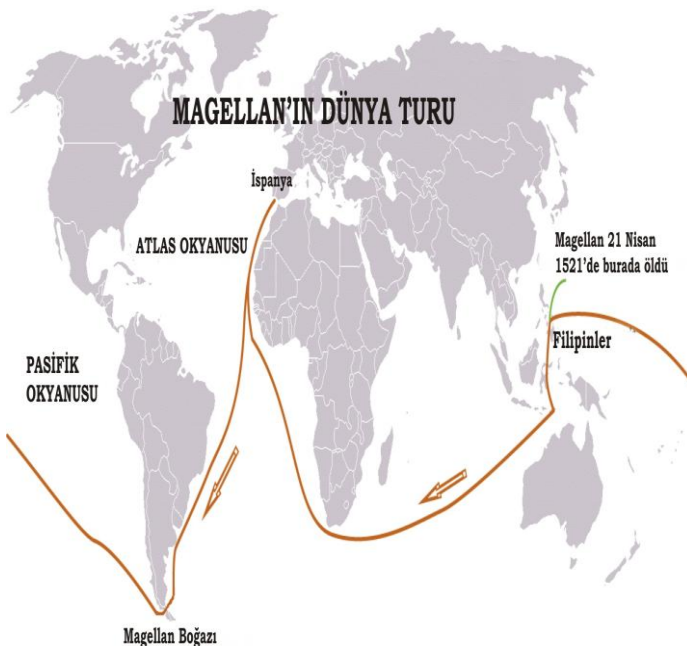 MAGELLAN'IN DÜNYA TURU
İspanya
ATLAS OKYANUSU
Magellan 21 Nisan
1521'de burada öldü
Filipinler
PASİFİK
OKYANUSU
Magellan Boğazı